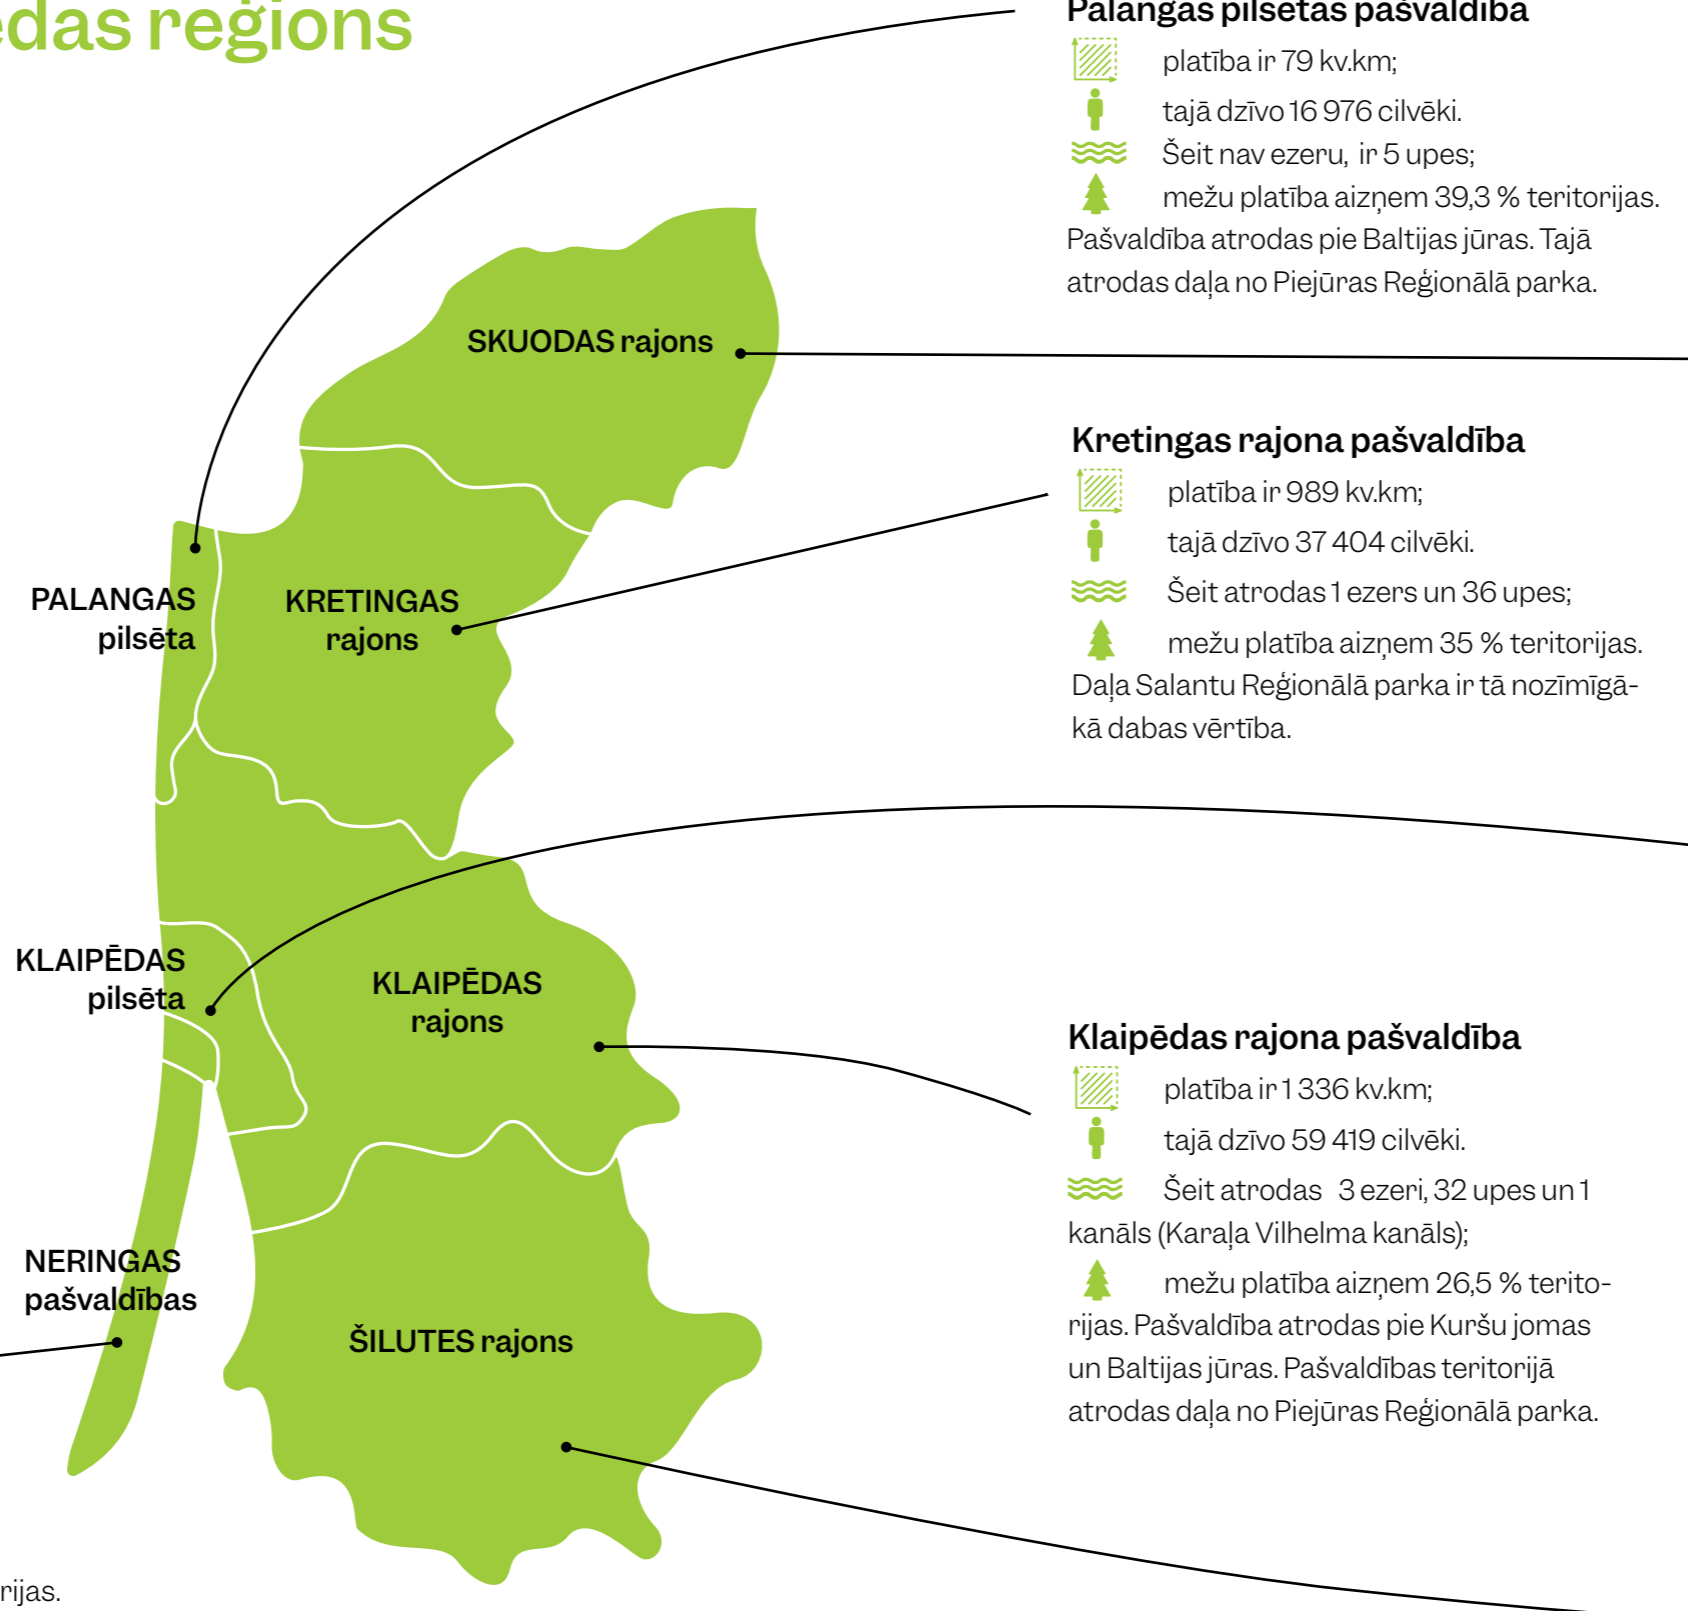 ēdas reģions
Palangas pilsētas pašvaldība
platība ir 79 kv.km;
tajā dzīvo 16 976 cilvēki.
Šeit nav ezeru, ir 5 upes;
mežu platība aizņem 39,3 % teritorijas.
Pašvaldība atrodas pie Baltijas jūras. Tajā
atrodas daļa no Piejūras Reģionālā parka.
SKUODAS rajons
Kretingas rajona pašvaldība
platība ir 989 kv.km;
tajā dzīvo 37 404 cilvēki.
Šeit atrodas 1 ezers un 36 upes;
mežu platība aizņem 35 % teritorijas.
Daļa Salantu Reģionālā parka ir tā nozīmīgā-
kā dabas vērtība.
PALANGAS
pilsēta
KRETINGAS
rajons
KLAIPĒDAS
pilsēta
KLAIPĒDAS
rajons
Klaipēdas rajona pašvaldība
platība ir 1 336 kv.km;
tajā dzīvo 59 419 cilvēki.
Šeit atrodas 3 ezeri, 32 upes un 1
kanāls (Karaļa Vilhelma kanāls);
mežu platība aizņem 26,5 % terito-
rijas. Pašvaldība atrodas pie Kuršu jomas
un Baltijas jūras. Pašvaldības teritorijā
atrodas daļa no Piejūras Reģionālā parka.
NERINGAS
pašvaldības
ŠILUTES rajons
rijas.